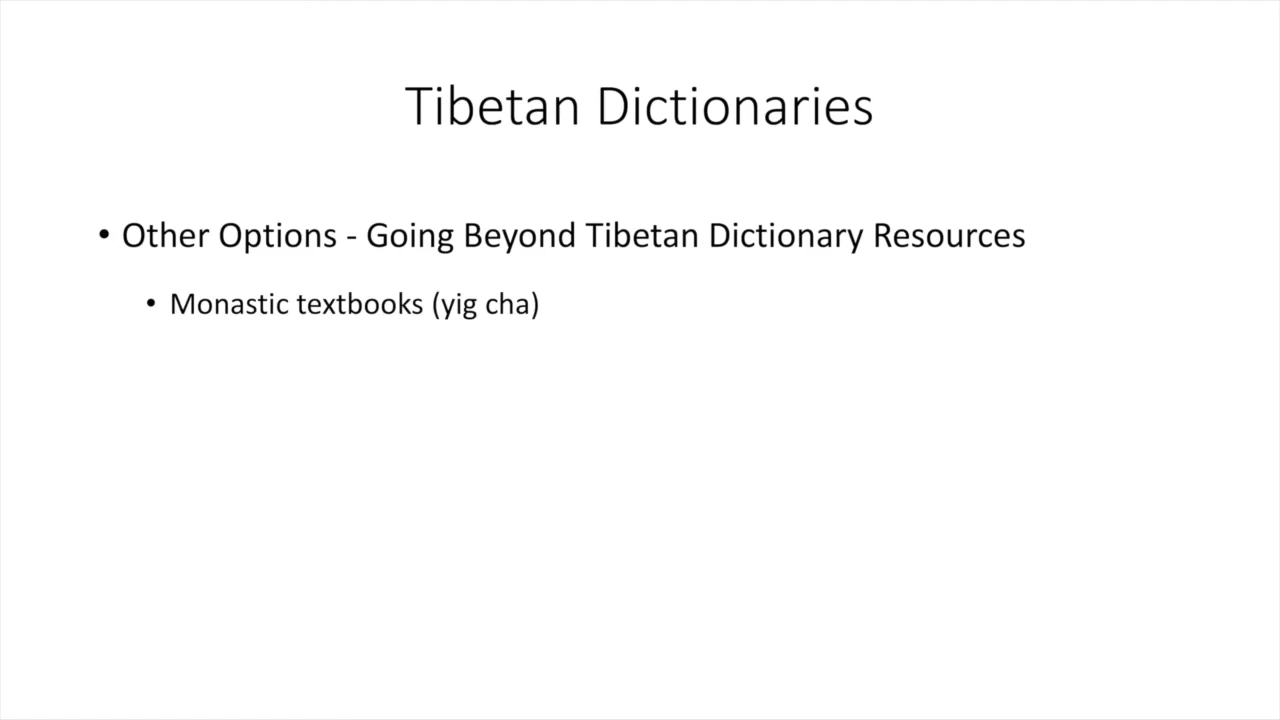 Tibetan Dictionaries
• Other Options - Going Beyond Tibetan Dictionary Resources
• Monastic textbooks (yig cha)